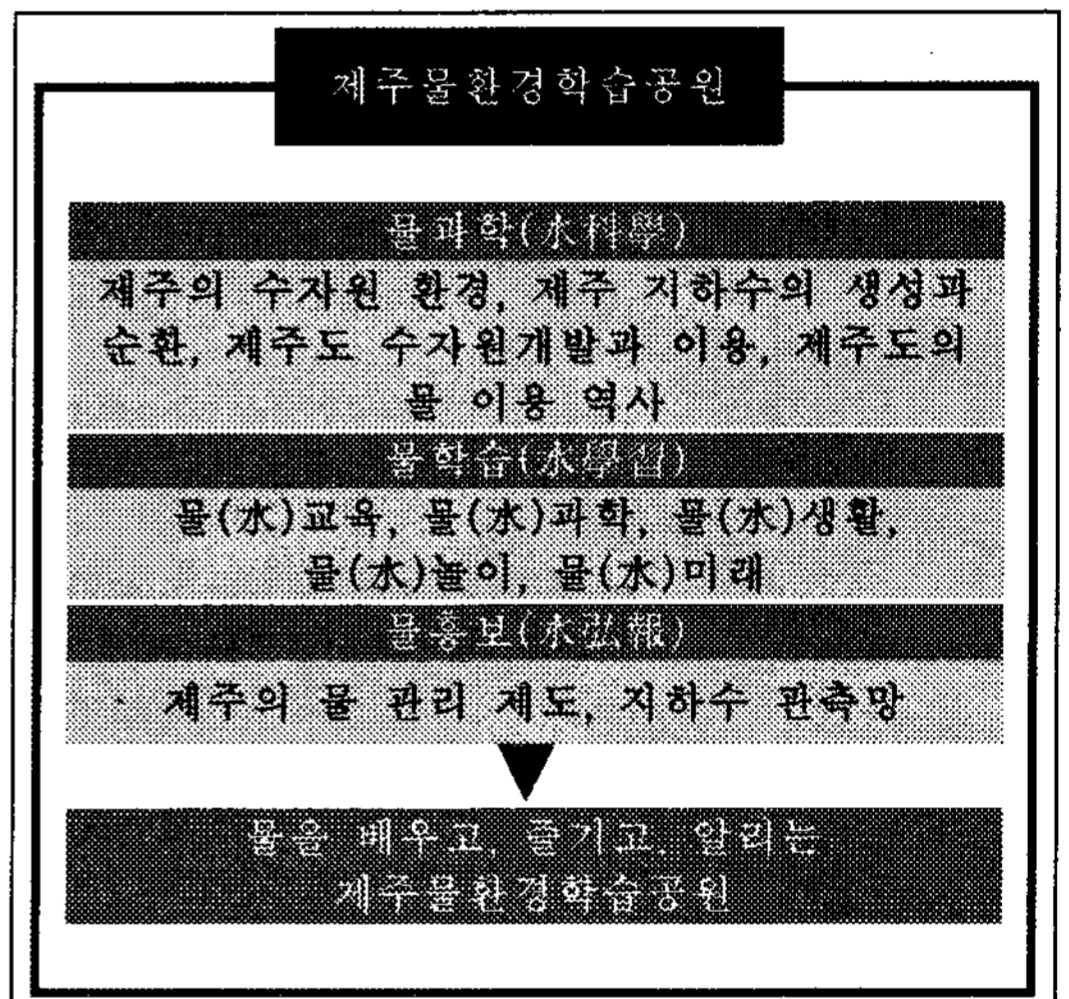 제주물환경학습공원
물과학(水科學)
제주의 수자원 환경, 제주 지하수의 생성과
순환, 제주도 수자원개발과 이용, 제주도의
물 이용 역사
물학습(水學習)
물(水)교육, 물(水)과학, 물(水)생활,
물(水)놀이, 물(水)미래
물홍보(水弘報)
제주의 물 관리 제도, 지하수 관측망
물을 배우고, 즐기고, 알리는
제주물환경학습공원